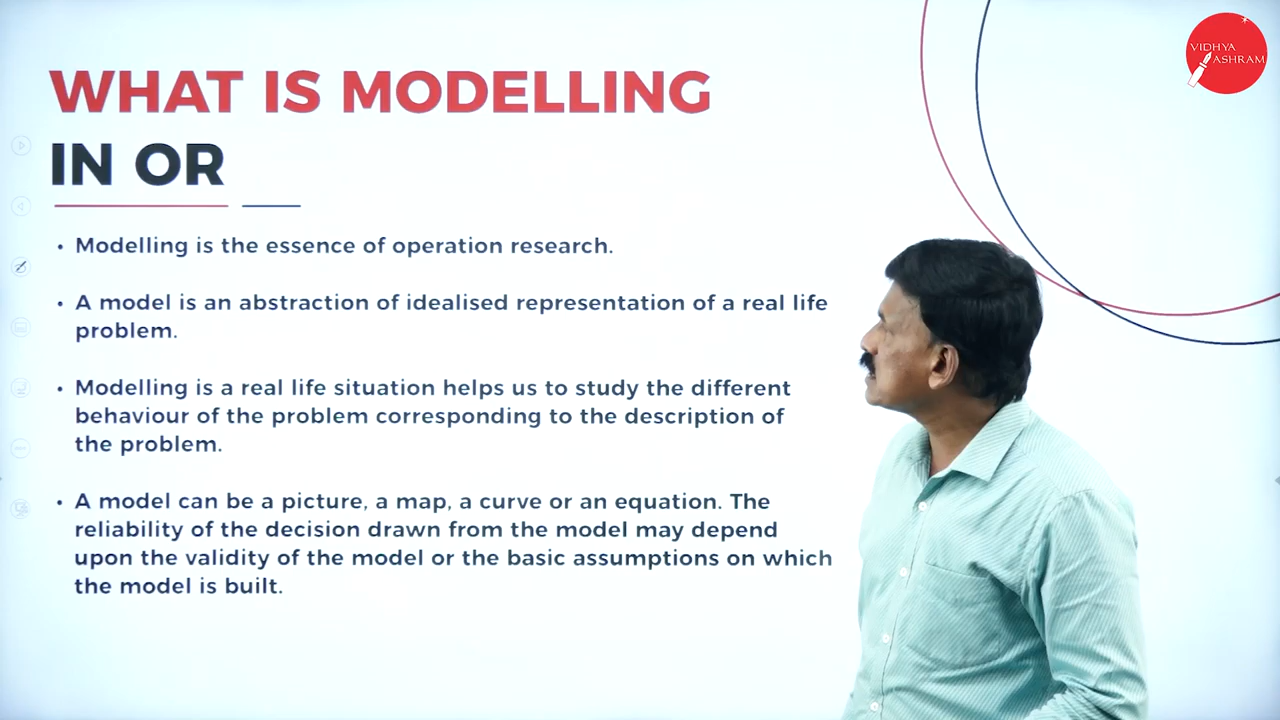 WHAT IS MODELLING
IN OR
• Modelling is the essence of operation research.
• A model is an abstraction of idealised representation of a real life
problem.
• Modelling is a real life situation helps us to study the different
behaviour of the problem corresponding to the description of
the problem.
• A model can be a picture, a map, a curve or an equation. The
reliability of the decision drawn from the model may depend
upon the validity of the model or the basic assumptions on which
the model is built.
VIDHYA
ASHRAM